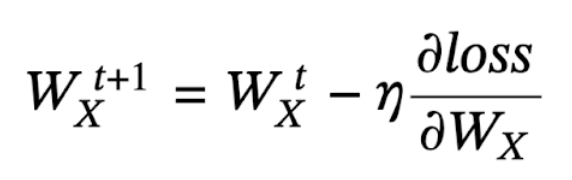 W_X^{t+1} = W_X^t − η ∂loss/∂W_X